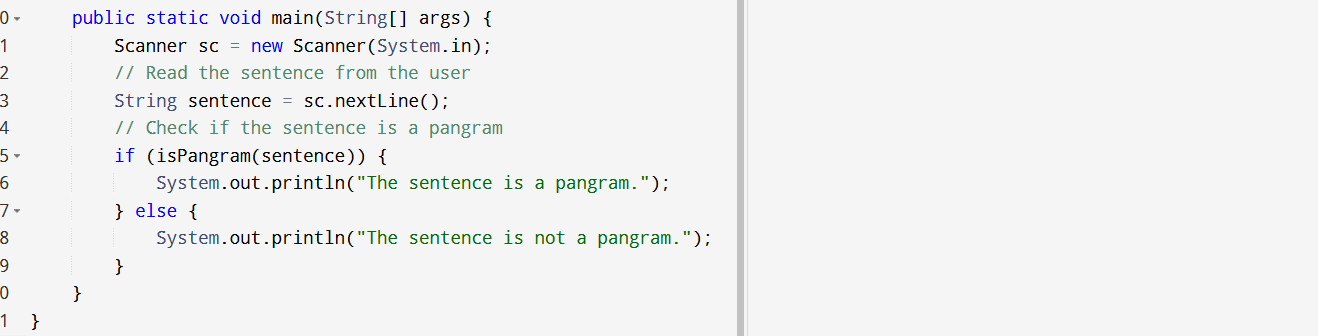 0 public static void main(String[] args) {
1 Scanner sc = new Scanner(System.in);
2 // Read the sentence from the user
3 String sentence = sc.nextLine();
4 // Check if the sentence is a pangram
5 if (isPangram(sentence)) {
6 System.out.println("The sentence is a pangram.");
7 } else {
8 System.out.println("The sentence is not a pangram.");
9 }
0 }
1 }